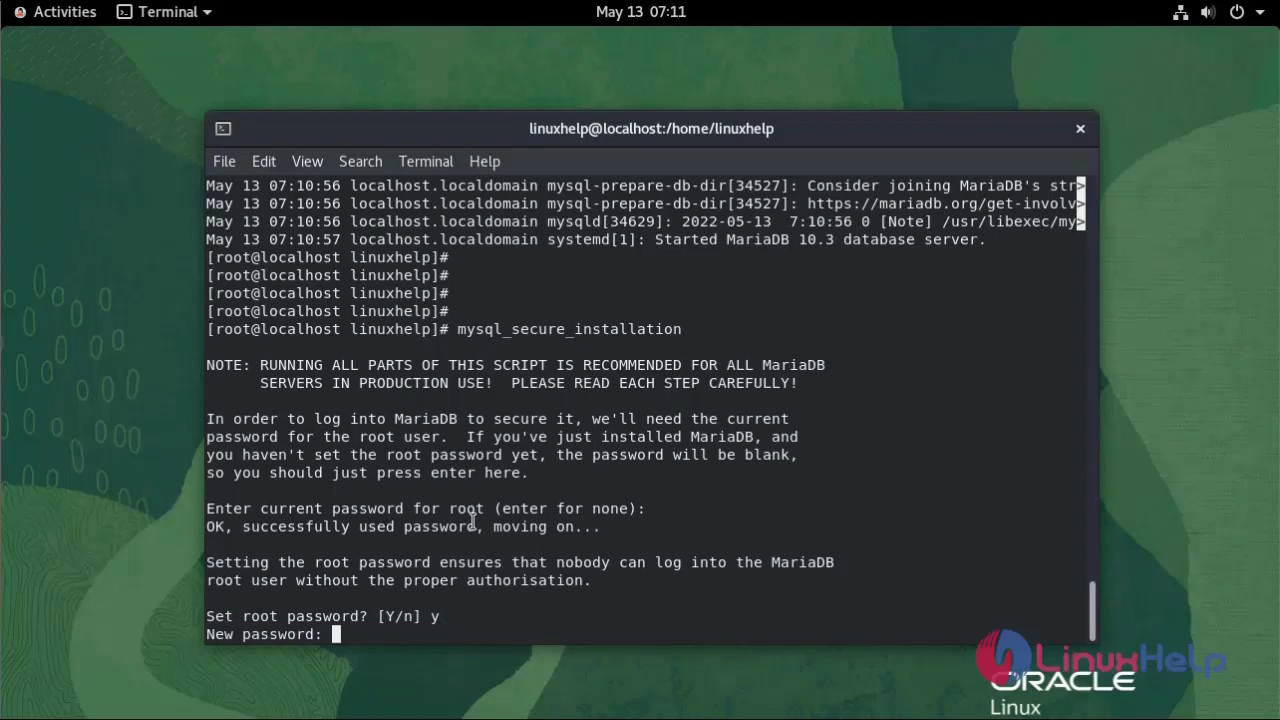 Activities Terminal May 13 07:11
linuxhelp@localhost:/home/linuxhelp ×
File Edit View Search Terminal Help
May 13 07:10:56 localhost.localdomain mysql-prepare-db-dir[34527]: Consider joining MariaDB's str>
May 13 07:10:56 localhost.localdomain mysql-prepare-db-dir[34527]: https://mariadb.org/get-involv>
May 13 07:10:56 localhost.localdomain mysqld[34629]: 2022-05-13  7:10:56 0 [Note] /usr/libexec/my>
May 13 07:10:57 localhost.localdomain systemd[1]: Started MariaDB 10.3 database server.
[root@localhost linuxhelp]#
[root@localhost linuxhelp]#
[root@localhost linuxhelp]#
[root@localhost linuxhelp]#
[root@localhost linuxhelp]# mysql_secure_installation
NOTE: RUNNING ALL PARTS OF THIS SCRIPT IS RECOMMENDED FOR ALL MariaDB
SERVERS IN PRODUCTION USE!  PLEASE READ EACH STEP CAREFULLY!
In order to log into MariaDB to secure it, we'll need the current
password for the root user.  If you've just installed MariaDB, and
you haven't set the root password yet, the password will be blank,
so you should just press enter here.
Enter current password for root (enter for none):
OK, successfully used password, moving on...
Setting the root password ensures that nobody can log into the MariaDB
root user without the proper authorisation.
Set root password? [Y/n] y
New password:
LinuxHelp
ORACLE
Linux